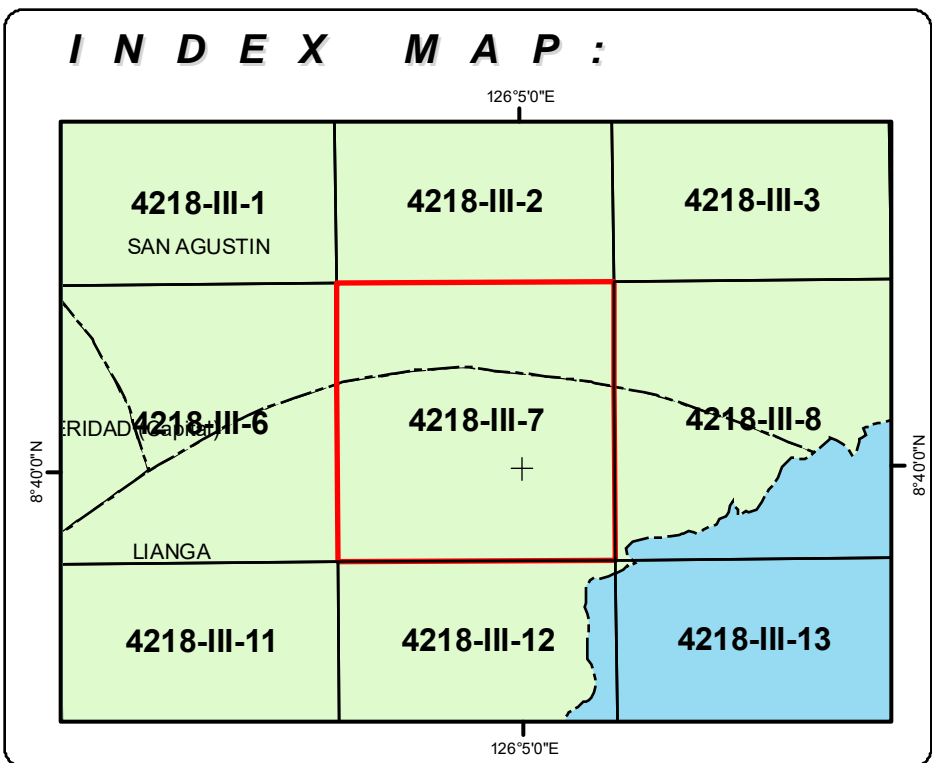 INDEX MAP:
126°5'0"E
4218-III-1
4218-III-2
4218-III-3
SAN AGUSTIN
4218-III-6
4218-III-7
4218-III-8
ERIDAD (Capital)
8°40'0"N
8°40'0"N
LIANGA
4218-III-11
4218-III-12
4218-III-13
126°5'0"E